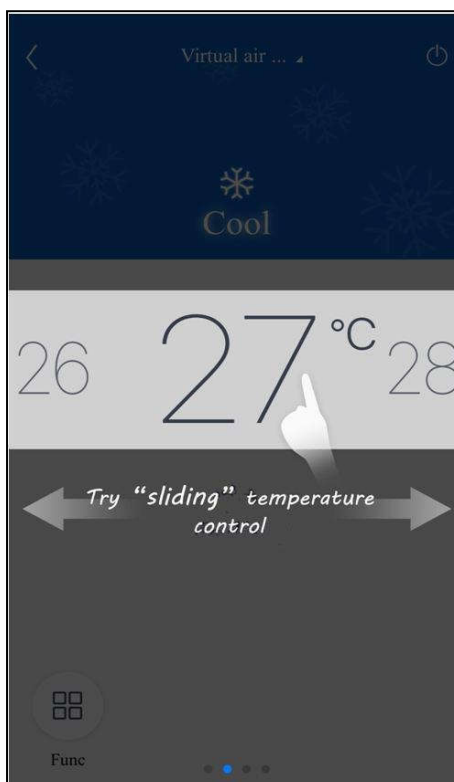 Virtual air ...
Cool
26 27 °C 28
Try “sliding” temperature
control
Func